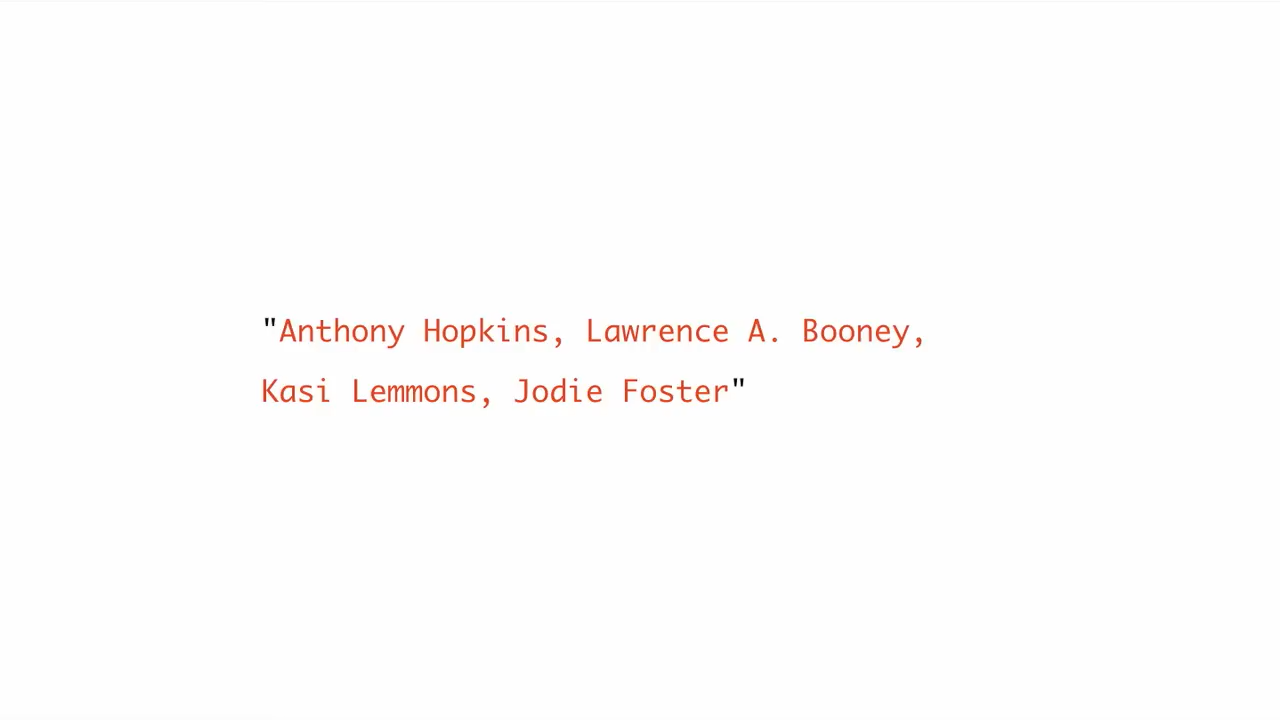 "Anthony Hopkins, Lawrence A. Booney,
Kasi Lemmons, Jodie Foster"